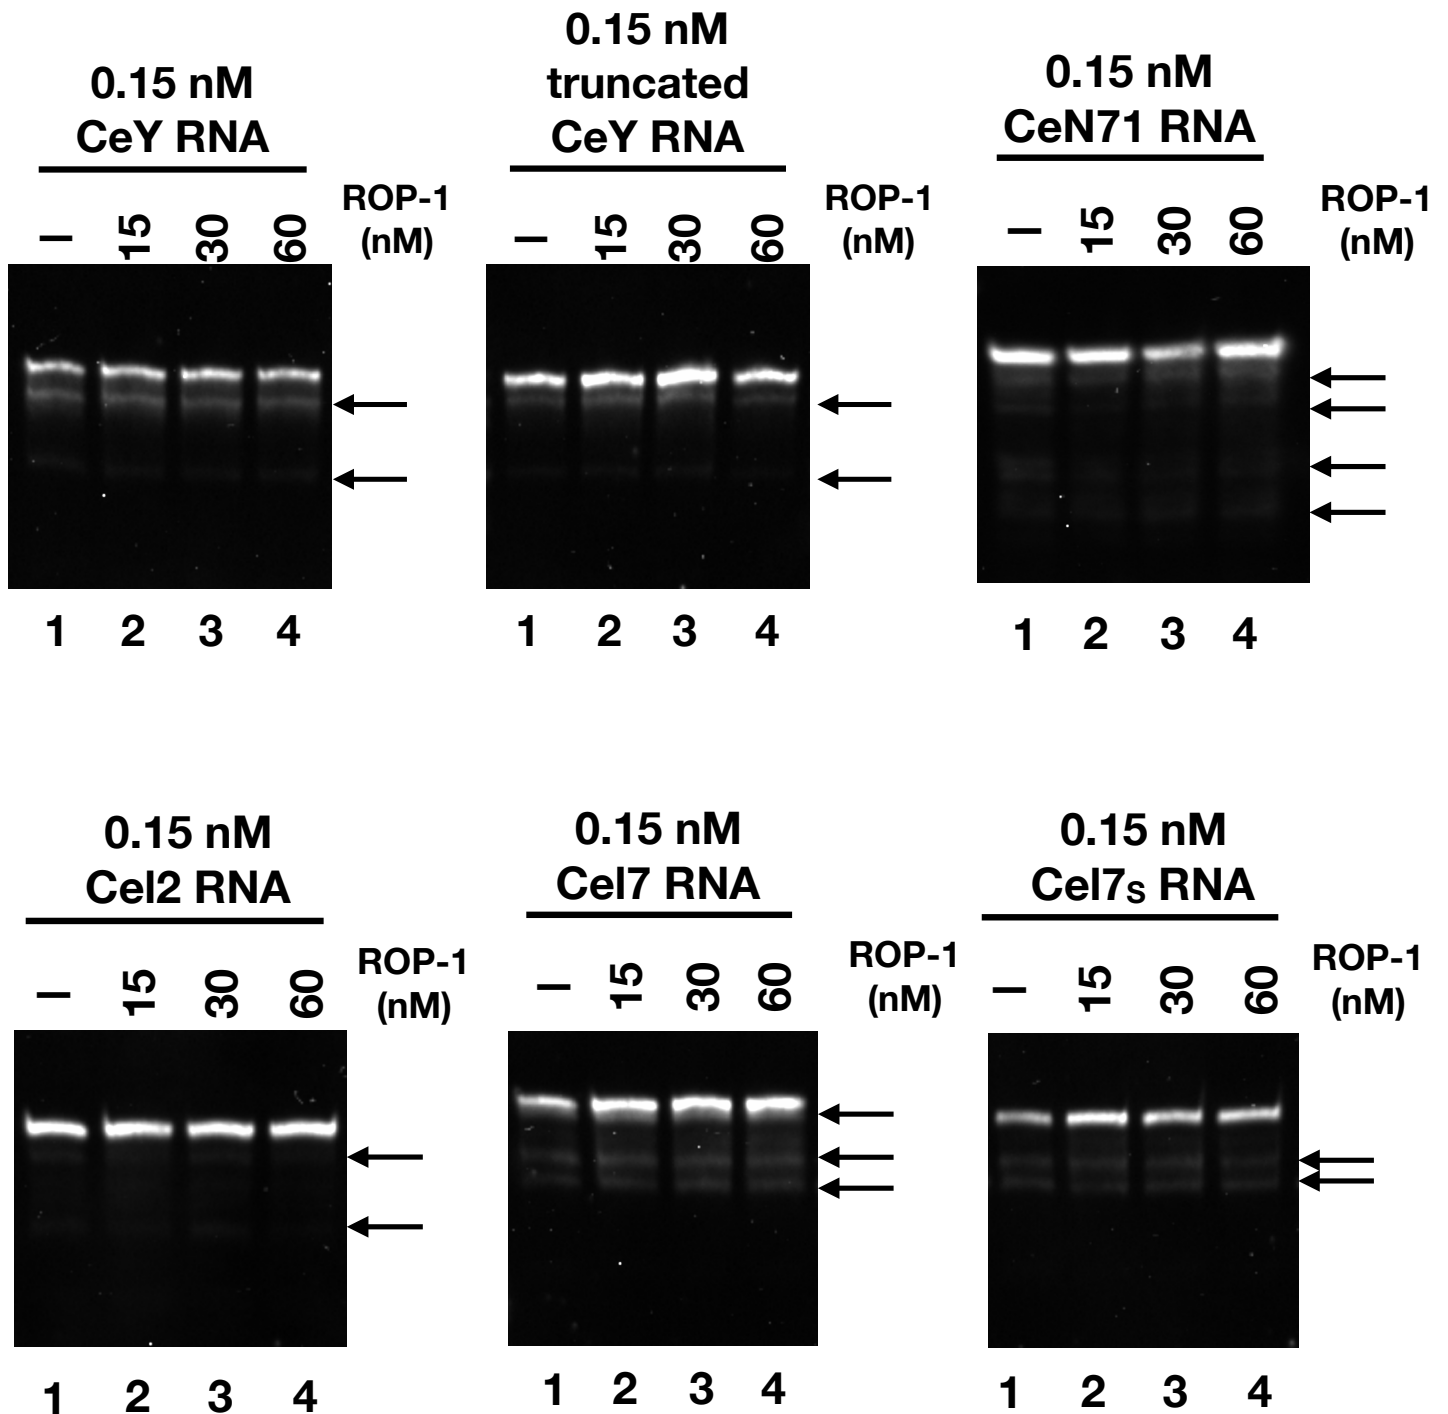 0.15 nM
CeY RNA
– 15 30 60
ROP-1
(nM)
1 2 3 4
0.15 nM
truncated
CeY RNA
– 15 30 60
ROP-1
(nM)
1 2 3 4
0.15 nM
CeN71 RNA
– 15 30 60
ROP-1
(nM)
1 2 3 4
0.15 nM
Cel2 RNA
– 15 30 60
ROP-1
(nM)
1 2 3 4
0.15 nM
Cel7 RNA
– 15 30 60
ROP-1
(nM)
1 2 3 4
0.15 nM
Cel7s RNA
– 15 30 60
ROP-1
(nM)
1 2 3 4